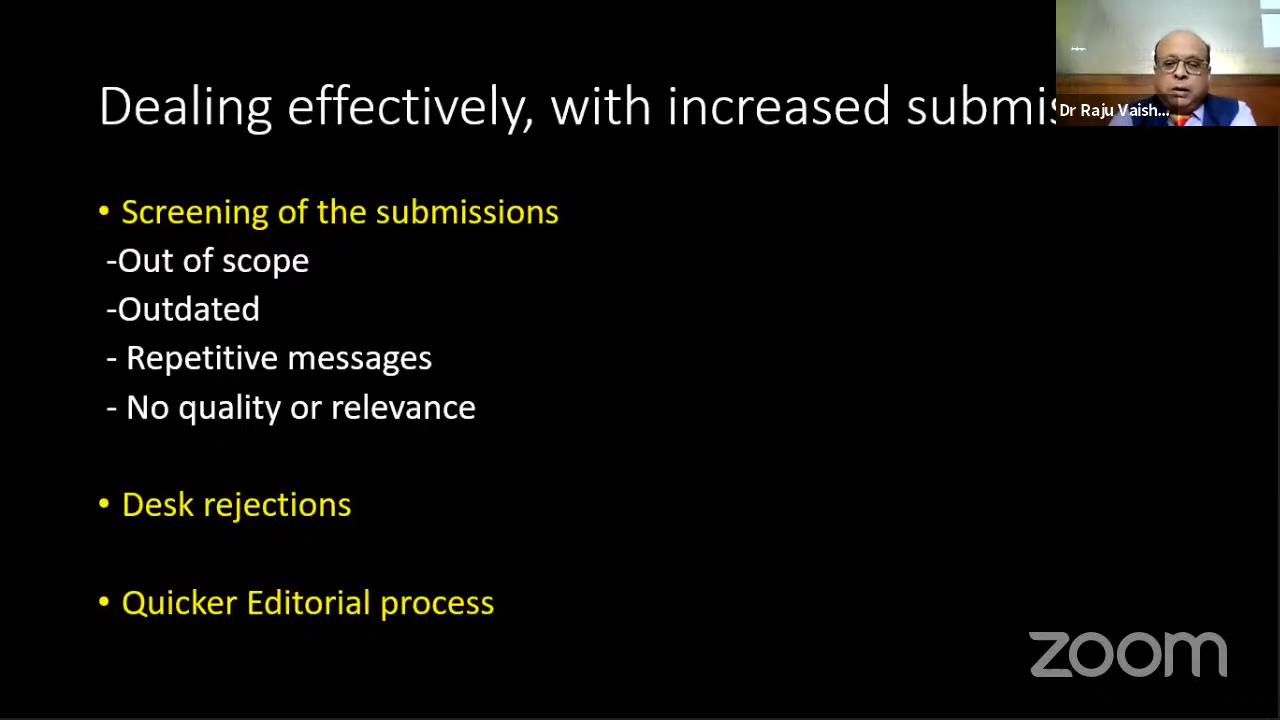 Dealing effectively, with increased submis
Dr Raju Vaish...
• Screening of the submissions
-Out of scope
-Outdated
- Repetitive messages
- No quality or relevance
• Desk rejections
• Quicker Editorial process
zoom